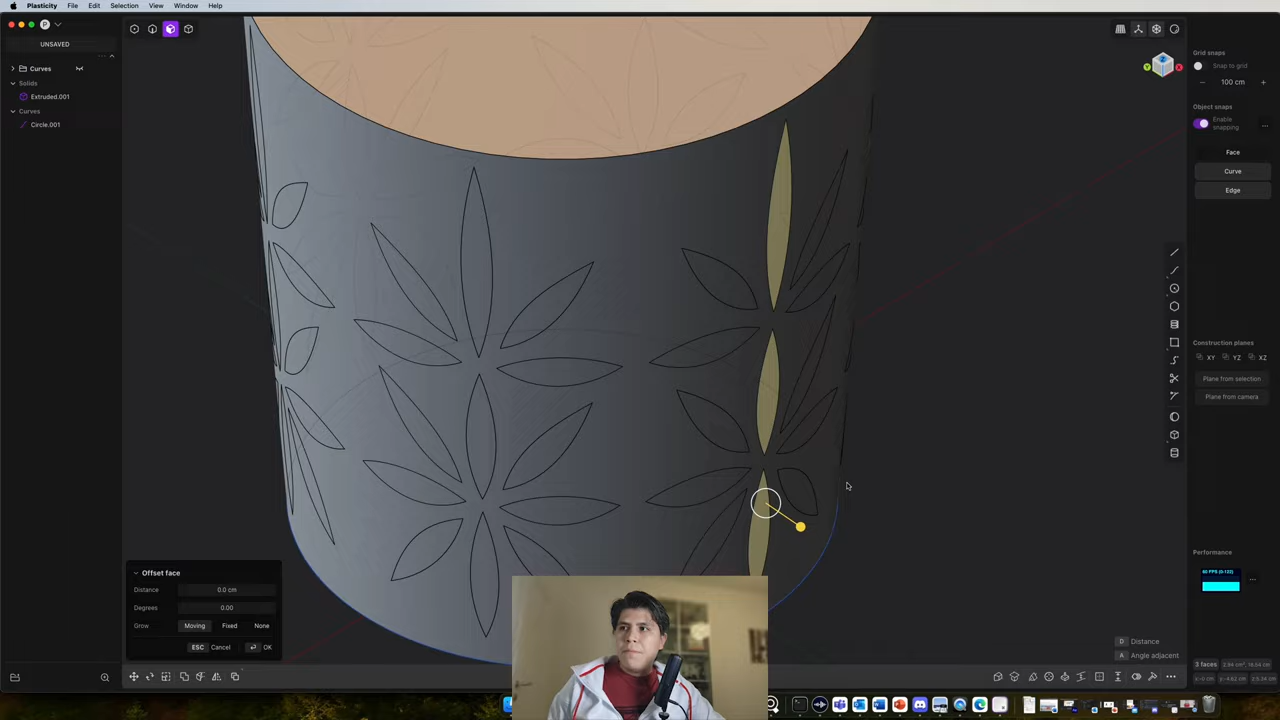 Plasticity File Edit Selection View Window Help
UNSAVED
Curves
Solids
Extruded.001
Curves
Circle.001
Grid snaps
Snap to grid
100 cm
Object snaps
Enable snapping
Face
Curve
Edge
Construction planes
XY YZ XZ
Plane from selection
Plane from camera
Performance
Offset face
Distance 0.0 cm
Degrees 0.00
Grow Moving Fixed None
ESC Cancel OK
D Distance
A Angle adjacent
3 faces